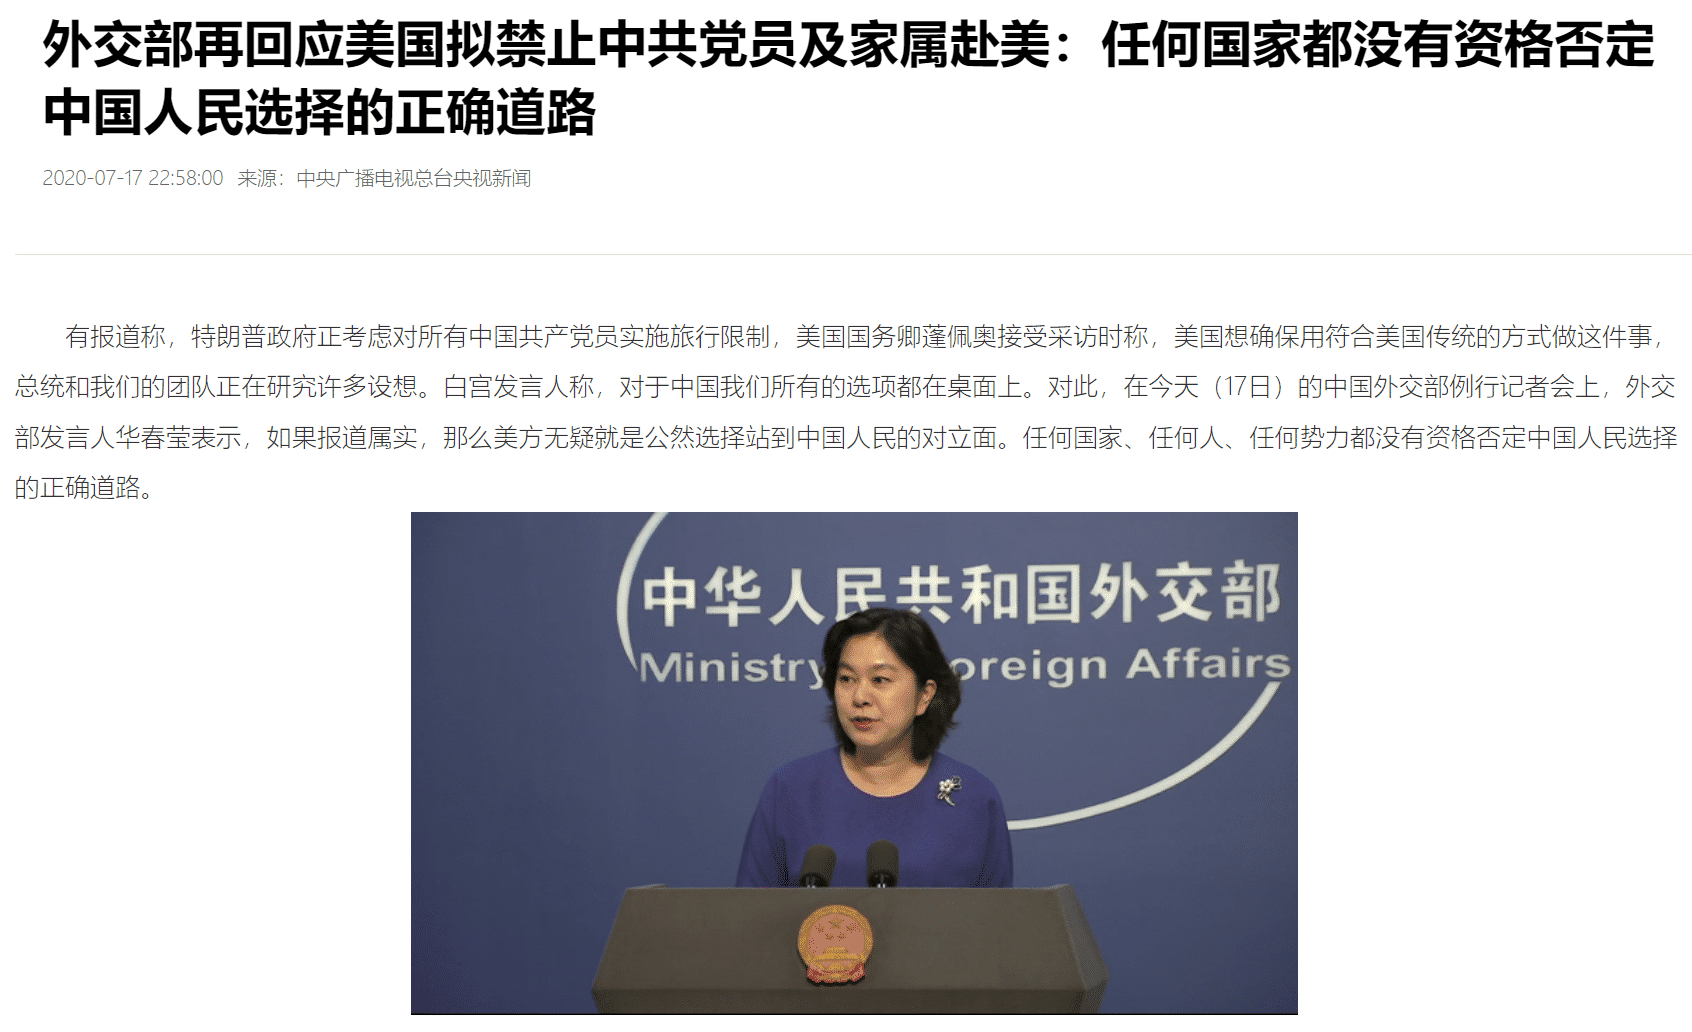 外交部再回应美国拟禁止中共党员及家属赴美：任何国家都没有资格否定
中国人民选择的正确道路
2020-07-17 22:58:00 来源：中央广播电视总台央视新闻
有报道称，特朗普政府正考虑对所有中国共产党员实施旅行限制，美国国务卿蓬佩奥接受采访时称，美国想确保用符合美国传统的方式做这件事，
总统和我们的团队正在研究许多设想。白宫发言人称，对于中国我们所有的选项都在桌面上。对此，在今天（17日）的中国外交部例行记者会上，外交
部发言人华春莹表示，如果报道属实，那么美方无疑就是公然选择站到中国人民的对立面。任何国家、任何人、任何势力都没有资格否定中国人民选择
的正确道路。
中华人民共和国外交部
Ministry oreign Affairs